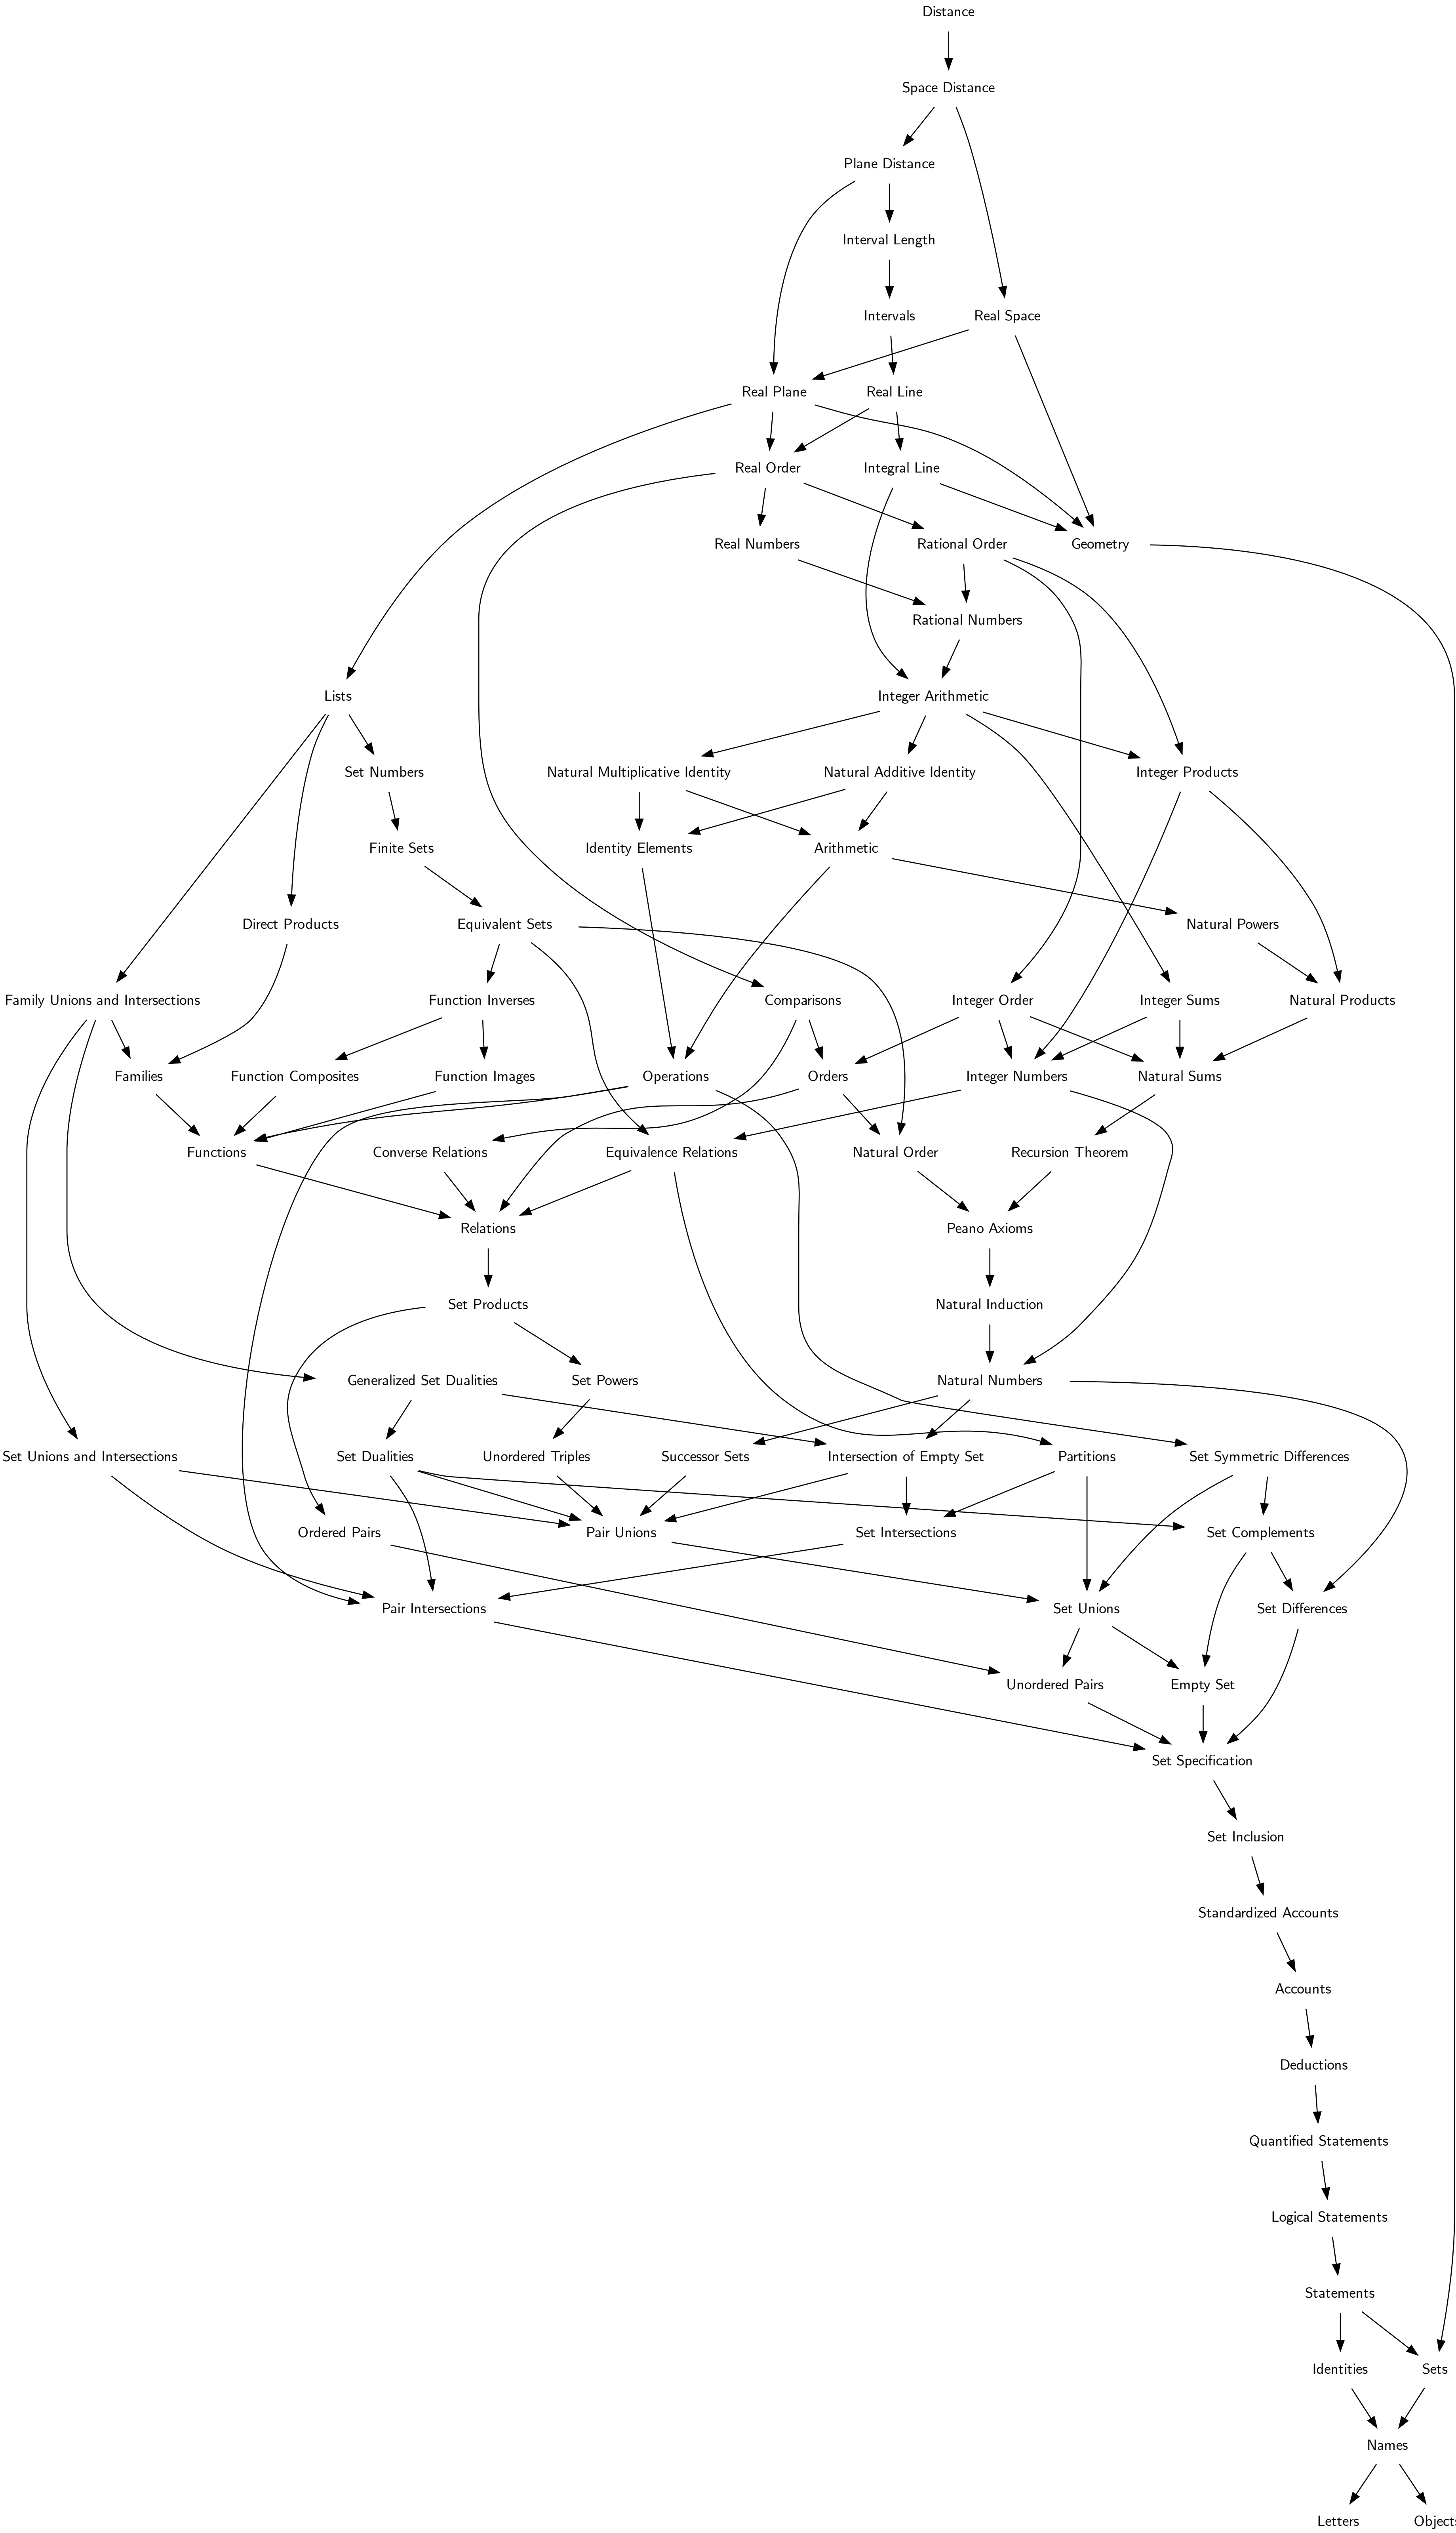 Distance
Space Distance
Plane Distance
Interval Length
Intervals
Real Space
Real Plane
Real Line
Real Order
Integral Line
Real Numbers
Rational Order
Geometry
Rational Numbers
Lists
Integer Arithmetic
Set Numbers
Natural Multiplicative Identity
Natural Additive Identity
Integer Products
Finite Sets
Identity Elements
Arithmetic
Direct Products
Equivalent Sets
Natural Powers
Family Unions and Intersections
Function Inverses
Comparisons
Integer Order
Integer Sums
Natural Products
Families
Function Composites
Function Images
Operations
Orders
Integer Numbers
Natural Sums
Functions
Converse Relations
Equivalence Relations
Natural Order
Recursion Theorem
Relations
Peano Axioms
Set Products
Natural Induction
Generalized Set Dualities
Set Powers
Natural Numbers
Set Unions and Intersections
Set Dualities
Unordered Triples
Successor Sets
Intersection of Empty Set
Partitions
Set Symmetric Differences
Ordered Pairs
Pair Unions
Set Intersections
Set Complements
Pair Intersections
Set Unions
Set Differences
Unordered Pairs
Empty Set
Set Specification
Set Inclusion
Standardized Accounts
Accounts
Deductions
Quantified Statements
Logical Statements
Statements
Identities
Sets
Names
Letters
Object